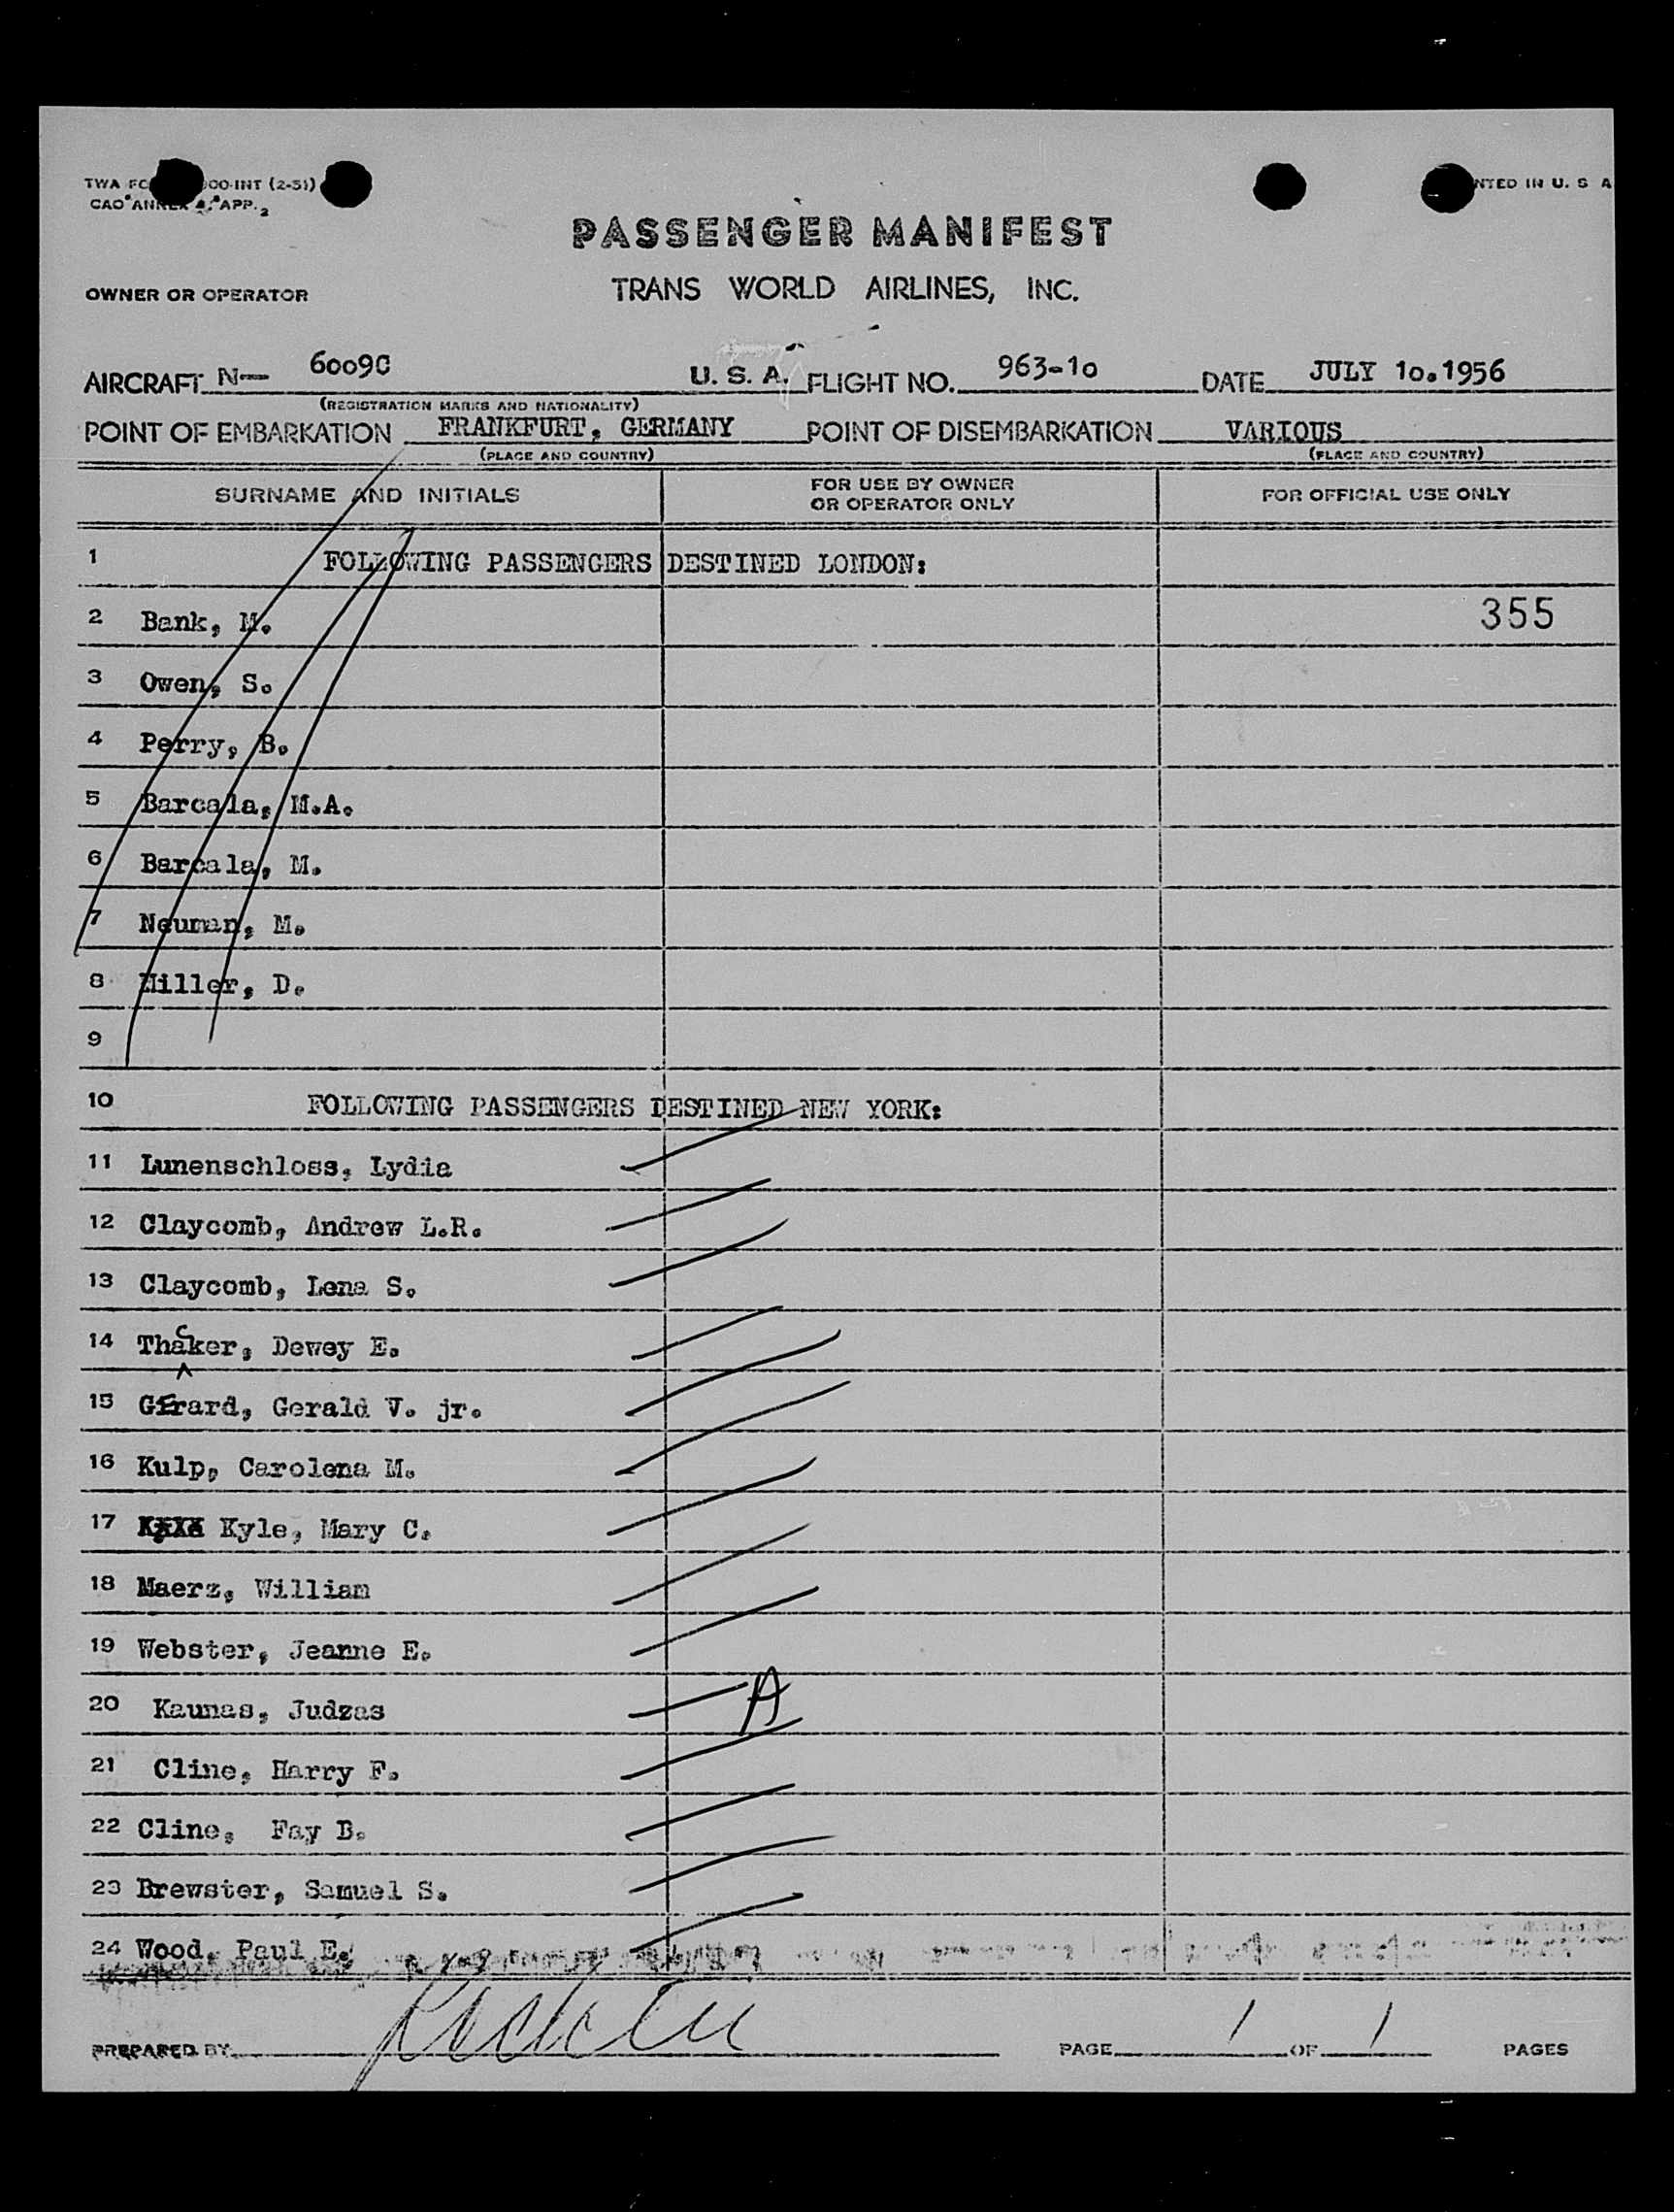 TWA FO 00-INT (2-51)
NTED IN U. S. A
CAO ANNEX APP. 2
PASSENGER MANIFEST
OWNER OR OPERATOR TRANS WORLD AIRLINES, INC.
AIRCRAFT N— 6009C U. S. A. FLIGHT NO. 963-10 DATE JULY 10.1956
(REGISTRATION MARKS AND NATIONALITY)
POINT OF EMBARKATION FRANKFURT, GERMANY POINT OF DISEMBARKATION VARIOUS
(PLACE AND COUNTRY) (PLACE AND COUNTRY)
SURNAME AND INITIALS FOR USE BY OWNER OR OPERATOR ONLY FOR OFFICIAL USE ONLY
1 FOLLOWING PASSENGERS DESTINED LONDON:
2 Bank, M. 355
3 Owen, S.
4 Perry, B.
5 Barcala, M.A.
6 Barcala, M.
7 Neuman, M.
8 Miller, D.
9
10 FOLLOWING PASSENGERS DESTINED NEW YORK:
11 Lunenschloss, Lydia
12 Claycomb, Andrew L.R.
13 Claycomb, Lena S.
14 Thacker, Dewey E.
15 Girard, Gerald V. jr.
16 Kulp, Carolena M.
17 Kyle, Mary C.
18 Maerz, William
19 Webster, Jeanne E.
20 Kaunas, Judzas A
21 Cline, Harry F.
22 Cline, Fay B.
23 Brewster, Samuel S.
24 Wood, Paul E.
PREPARED BY PAGE 1 OF 1 PAGES